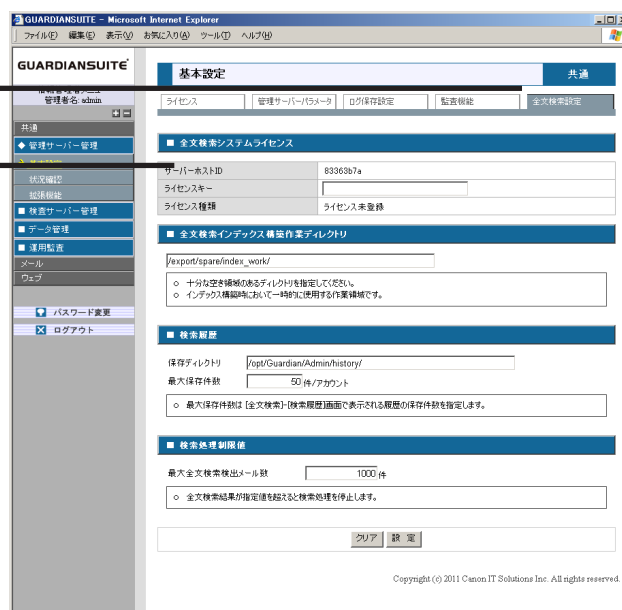 GUARDIANSUITE - Microsoft Internet Explorer
ファイル(F) 編集(E) 表示(V) お気に入り(A) ツール(T) ヘルプ(H)
GUARDIANSUITE
管理者名: admin
共通
◆ 管理サーバー管理
状況確認
拡張機能
■ 検査サーバー管理
■ データ管理
■ 運用監査
メール
ウェブ
パスワード変更
ログアウト
基本設定 共通
ライセンス 管理サーバーパラメータ ログ保存設定 監査機能 全文検索設定
■ 全文検索システムライセンス
サーバーホストID 83363b7a
ライセンスキー
ライセンス種類 ライセンス未登録
■ 全文検索インデックス構築作業ディレクトリ
/export/spare/index_work/
○ 十分な空き領域のあるディレクトリを指定してください。
○ インデックス構築時において一時的に使用する作業領域です。
■ 検索履歴
保存ディレクトリ /opt/Guardian/Admin/history/
最大保存件数 50 件/アカウント
○ 最大保存件数は [全文検索]-[検索履歴]画面で表示される履歴の保存件数を指定します。
■ 検索処理制限値
最大全文検索検出メール数 1000 件
○ 全文検索結果が指定値を超えると検索処理を停止します。
クリア 設 定
Copyright (c) 2011 Canon IT Solutions Inc. All rights reserved.